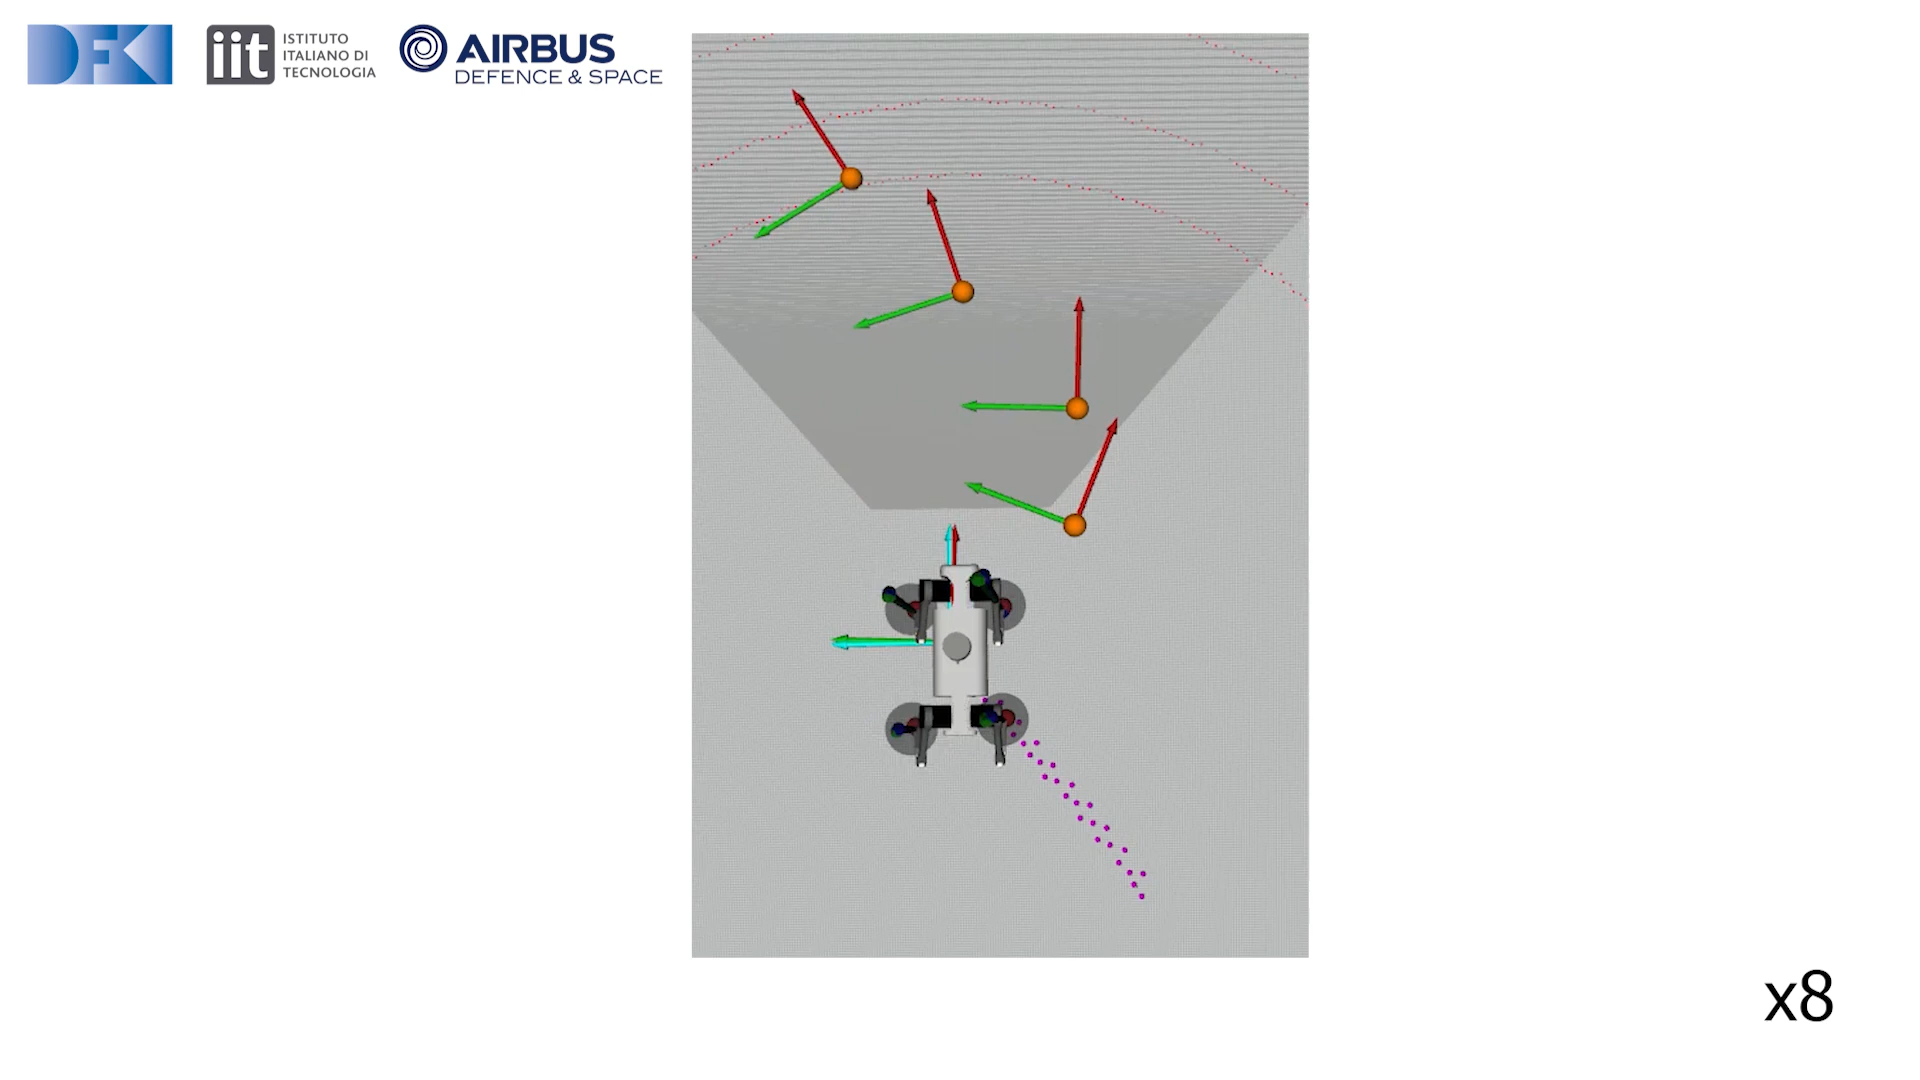 DFKI
iit
ISTITUTO
ITALIANO DI
TECNOLOGIA
AIRBUS
DEFENCE & SPACE
x8